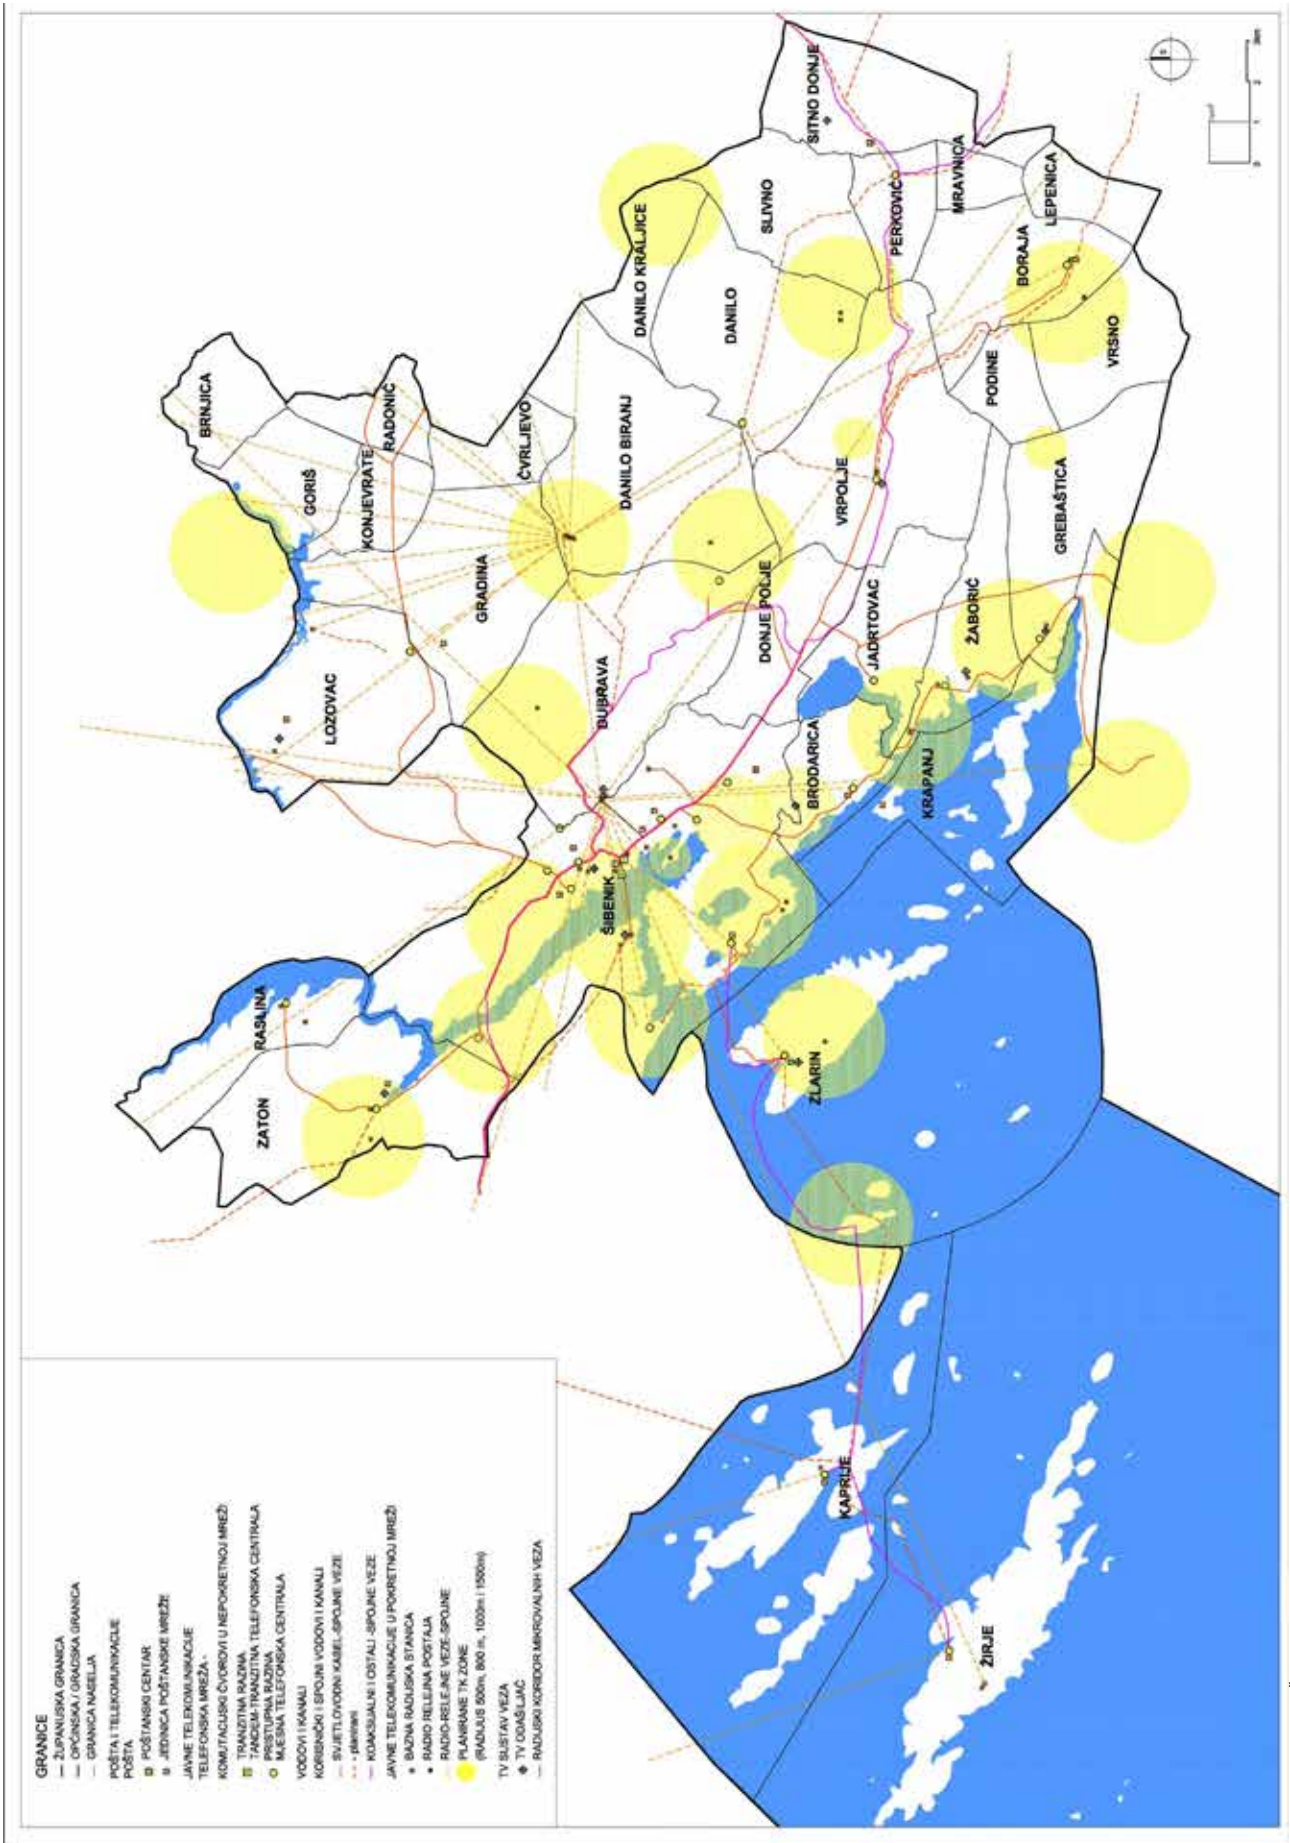 GRANICE
ŽUPANIJSKA GRANICA
OPĆINSKA / GRADSKA GRANICA
GRANICA NASELJA
POŠTA I TELEKOMUNIKACIJE
POŠTA
POŠTANSKI CENTAR
JEDINICA POŠTANSKE MREŽE
JAVNE TELEKOMUNIKACIJE
TELEFONSKA MREŽA -
KOMUTACIJSKI ČVOROVI U NEPOKRETNOJ MREŽI
TRANZITNA RAZINA
TANDEM-TRANZITNA TELEFONSKA CENTRALA
PRISTUPNA RAZINA
MJESNA TELEFONSKA CENTRALA
VODOVI I KANALI
KORISNIČKI I SPOJNI VODOVI I KANALI
SVJETLOVODNI KABEL-SPOJNE VEZE
- planirani
KOAKSIJALNI I OSTALI -SPOJNE VEZE
JAVNE TELEKOMUNIKACIJE U POKRETNOJ MREŽI
BAZNA RADIJSKA STANICA
RADIO RELEJNA POSTAJA
RADIO-RELEJNE VEZE-SPOJNE
PLANIRANE TK ZONE
(RADIJUS 500m, 800 m, 1000m i 1500m)
TV SUSTAV VEZA
TV ODAŠILJAČ
RADIJSKI KORIDOR MIKROVALNIH VEZA
ZATON
RASLINA
LOZOVAC
GORIŠ
BRNJICA
KONJEVRATE
RADONIĆ
GRADINA
ČVRLJEVO
ŠIBENIK
DUBRAVA
DANILO BIRANJ
DANILO KRALJICE
DONJE POLJE
DANILO
SLIVNO
SITNO DONJE
ZLARIN
BRODARICA
VRPOLJE
KAPRIJE
JADRTOVAC
PERKOVIĆ
KRAPANJ
ŽABORIĆ
PODINE
MRAVNICA
ŽIRJE
GREBAŠTICA
BORAJA
LEPENICA
VRSNO
0
1
2